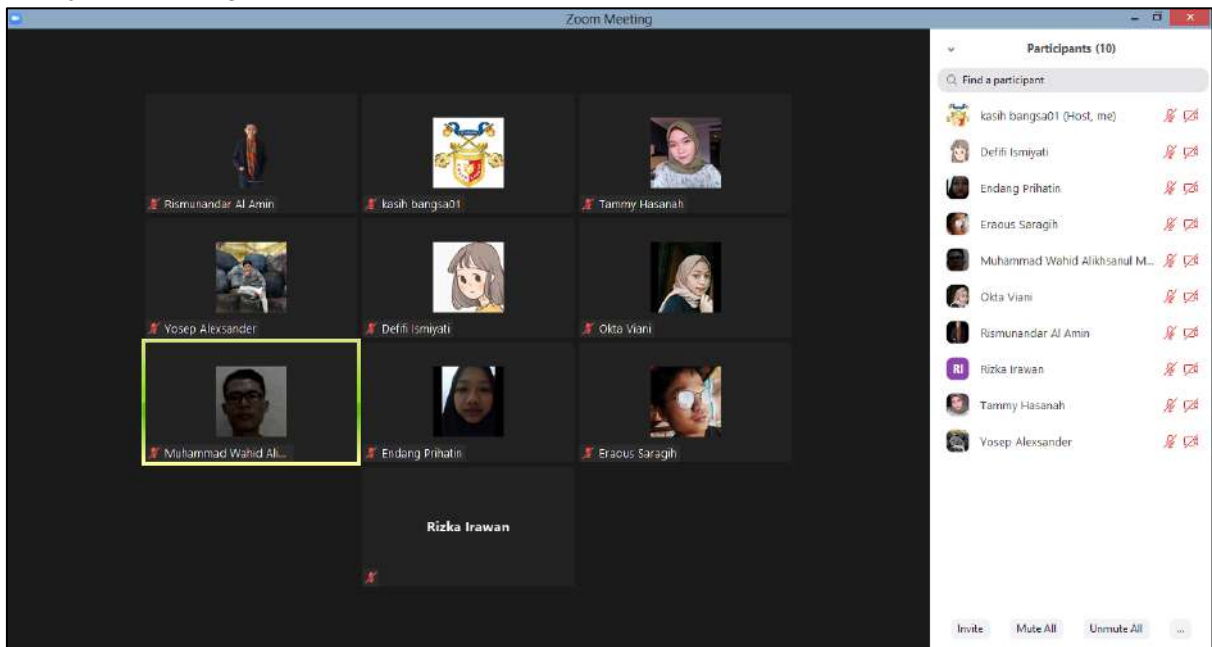 Zoom Meeting
Rismunandar Al Amin
kasih bangsa01
Tammy Hasanah
Yosep Alexsander
Defifi Ismiyati
Okta Viani
Muhammad Wahid Ali...
Endang Prihatin
Eraous Saragih
Rizka Irawan
Participants (10)
Find a participant
kasih bangsa01 (Host, me)
Defifi Ismiyati
Endang Prihatin
Eraous Saragih
Muhammad Wahid Alikhsanul M...
Okta Viani
Rismunandar Al Amin
RI Rizka Irawan
Tammy Hasanah
Yosep Alexsander
Invite Mute All Unmute All ...